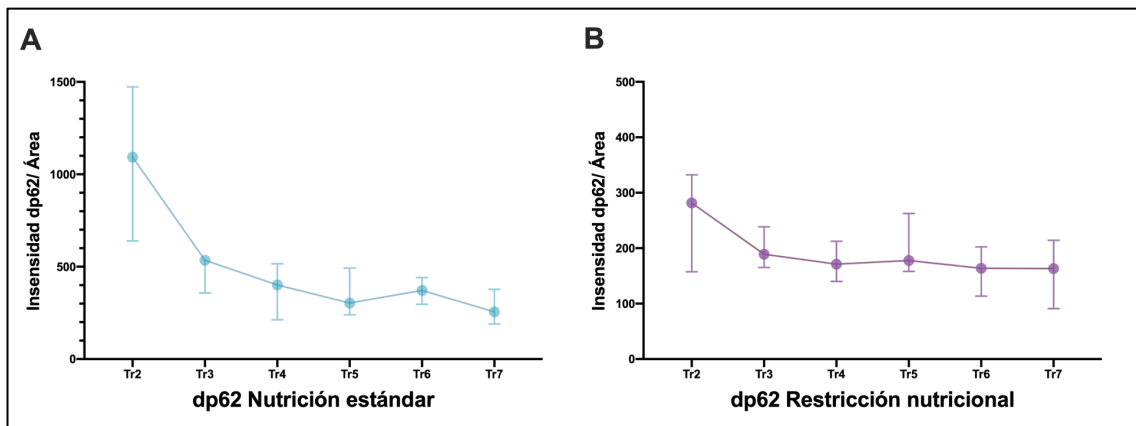 A
Insensidad dp62/ Área
1500
1000
500
0
Tr2 Tr3 Tr4 Tr5 Tr6 Tr7
dp62 Nutrición estándar
B
Insensidad dp62/ Área
500
400
300
200
100
0
Tr2 Tr3 Tr4 Tr5 Tr6 Tr7
dp62 Restricción nutricional